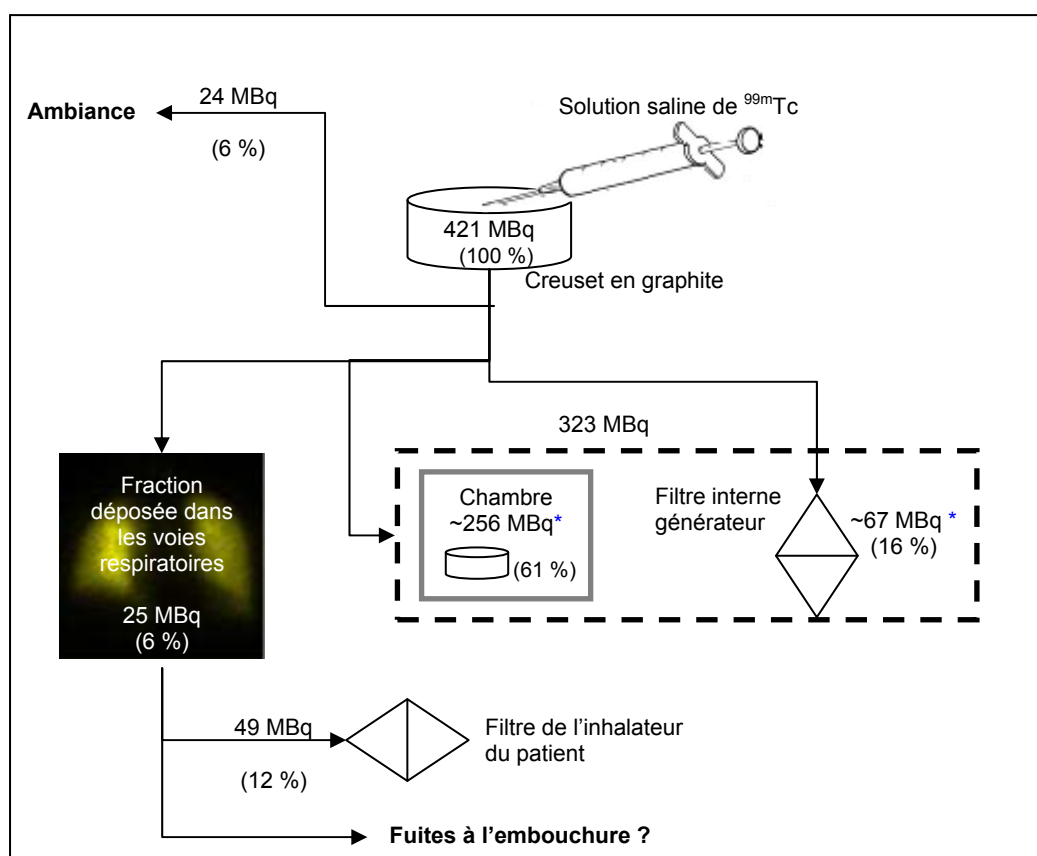 24 MBq
Ambiance
(6 %)
Solution saline de 99mTc
421 MBq
(100 %)
Creuset en graphite
323 MBq
Fraction
déposée dans
les voies
respiratoires
25 MBq
(6 %)
Chambre
~256 MBq*
(61 %)
Filtre interne
générateur
~67 MBq *
(16 %)
49 MBq
(12 %)
Filtre de l’inhalateur
du patient
Fuites à l’embouchure ?